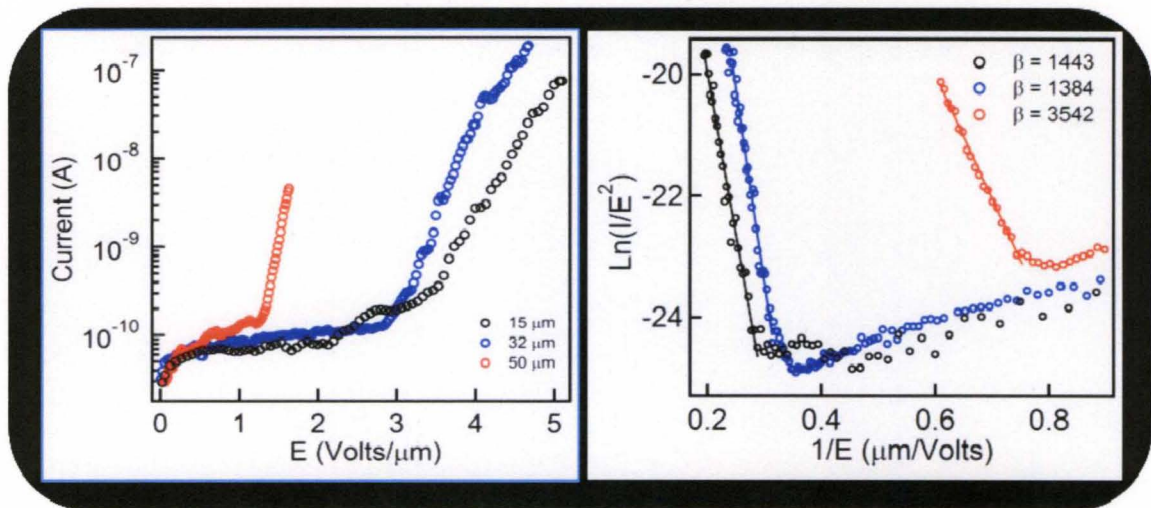 Current (A)
10⁻⁷
10⁻⁸
10⁻⁹
10⁻¹⁰
0
1
2
3
4
5
E (Volts/μm)
15 μm
32 μm
50 μm
Ln(I/E²)
-20
-22
-24
0.2
0.4
0.6
0.8
1/E (μm/Volts)
β = 1443
β = 1384
β = 3542